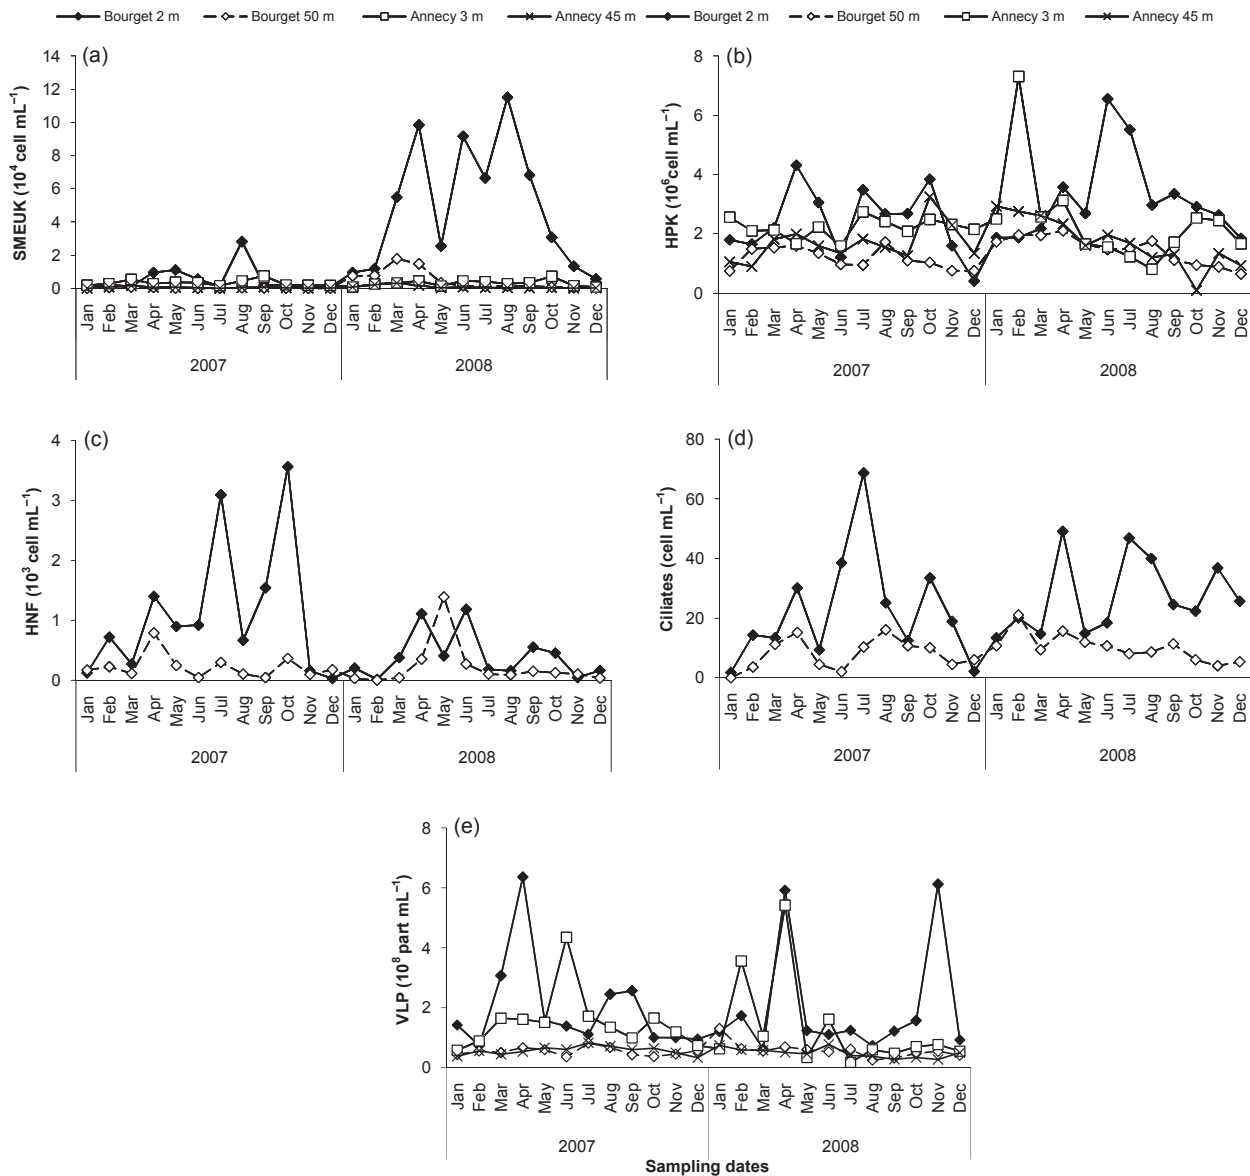 Bourget 2 m Bourget 50 m Annecy 3 m Annecy 45 m Bourget 2 m Bourget 50 m Annecy 3 m Annecy 45 m
(a)
SMEUK (10⁴ cell mL⁻¹)
14
12
10
8
6
4
2
0
Jan Feb Mar Apr May Jun Jul Aug Sep Oct Nov Dec Jan Feb Mar Apr May Jun Jul Aug Sep Oct Nov Dec
2007 2008
(b)
HPK (10⁶cell mL⁻¹)
8
6
4
2
0
Jan Feb Mar Apr May Jun Jul Aug Sep Oct Nov Dec Jan Feb Mar Apr May Jun Jul Aug Sep Oct Nov Dec
2007 2008
(c)
HNF (10³ cell mL⁻¹)
4
3
2
1
0
Jan Feb Mar Apr May Jun Jul Aug Sep Oct Nov Dec Jan Feb Mar Apr May Jun Jul Aug Sep Oct Nov Dec
2007 2008
(d)
Ciliates (cell mL⁻¹)
80
60
40
20
0
Jan Feb Mar Apr May Jun Jul Aug Sep Oct Nov Dec Jan Feb Mar Apr May Jun Jul Aug Sep Oct Nov Dec
2007 2008
(e)
VLP (10⁸ part mL⁻¹)
8
6
4
2
0
Jan Feb Mar Apr May Jun Jul Aug Sep Oct Nov Dec Jan Feb Mar Apr May Jun Jul Aug Sep Oct Nov Dec
2007 2008
Sampling dates